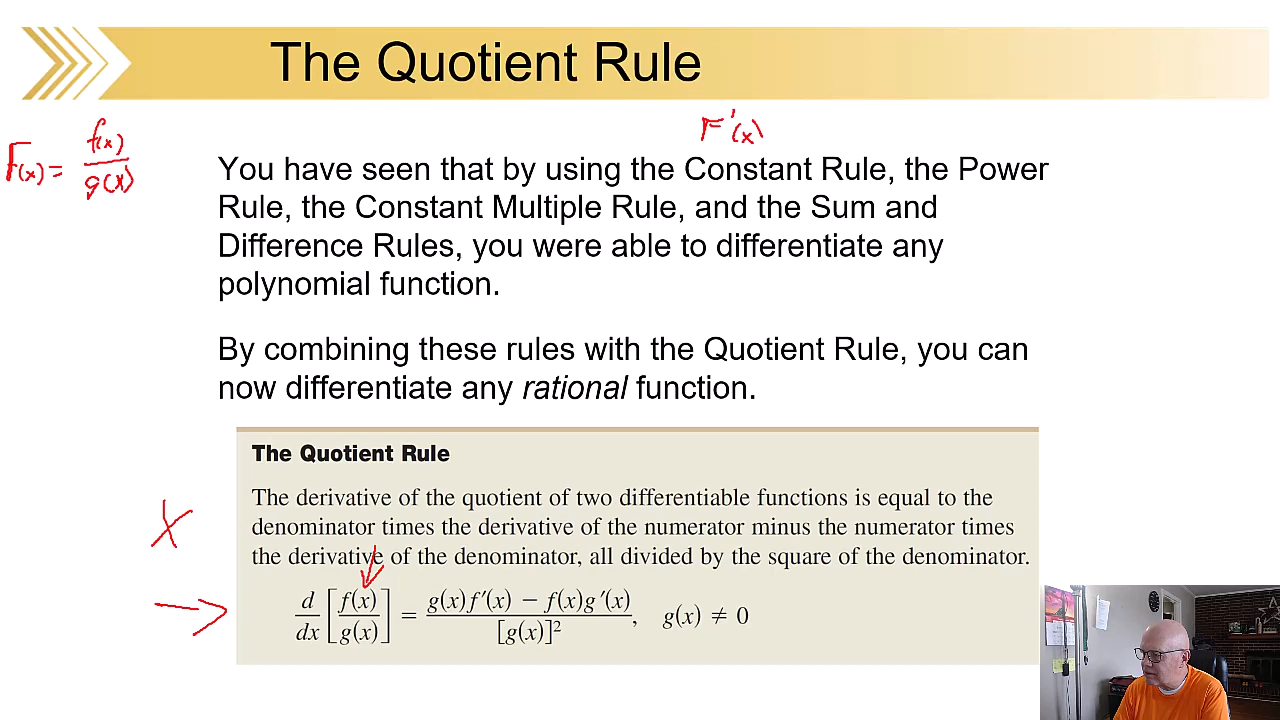 The Quotient Rule
F'(x)
F(x) = f(x)/g(x)
You have seen that by using the Constant Rule, the Power
Rule, the Constant Multiple Rule, and the Sum and
Difference Rules, you were able to differentiate any
polynomial function.
By combining these rules with the Quotient Rule, you can
now differentiate any rational function.
The Quotient Rule
The derivative of the quotient of two differentiable functions is equal to the
denominator times the derivative of the numerator minus the numerator times
the derivative of the denominator, all divided by the square of the denominator.
d/dx [f(x)/g(x)] = g(x)f′(x) − f(x)g′(x)/[g(x)]², g(x) ≠ 0